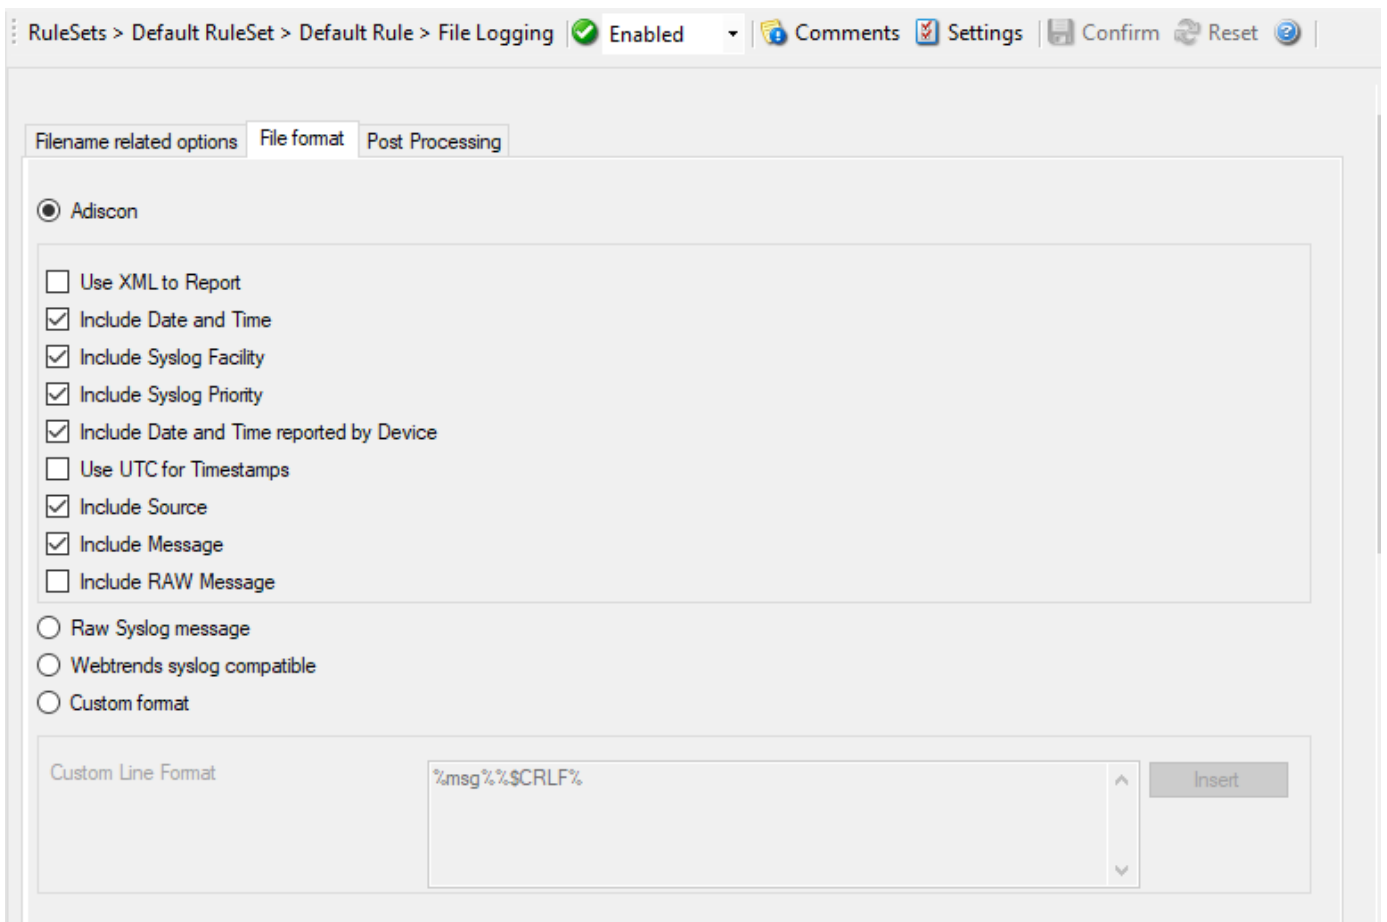 RuleSets > Default RuleSet > Default Rule > File Logging Enabled Comments Settings Confirm Reset
Filename related options File format Post Processing
Adiscon
Use XML to Report
Include Date and Time
Include Syslog Facility
Include Syslog Priority
Include Date and Time reported by Device
Use UTC for Timestamps
Include Source
Include Message
Include RAW Message
Raw Syslog message
Webtrends syslog compatible
Custom format
Custom Line Format %msg%%$CRLF% Insert